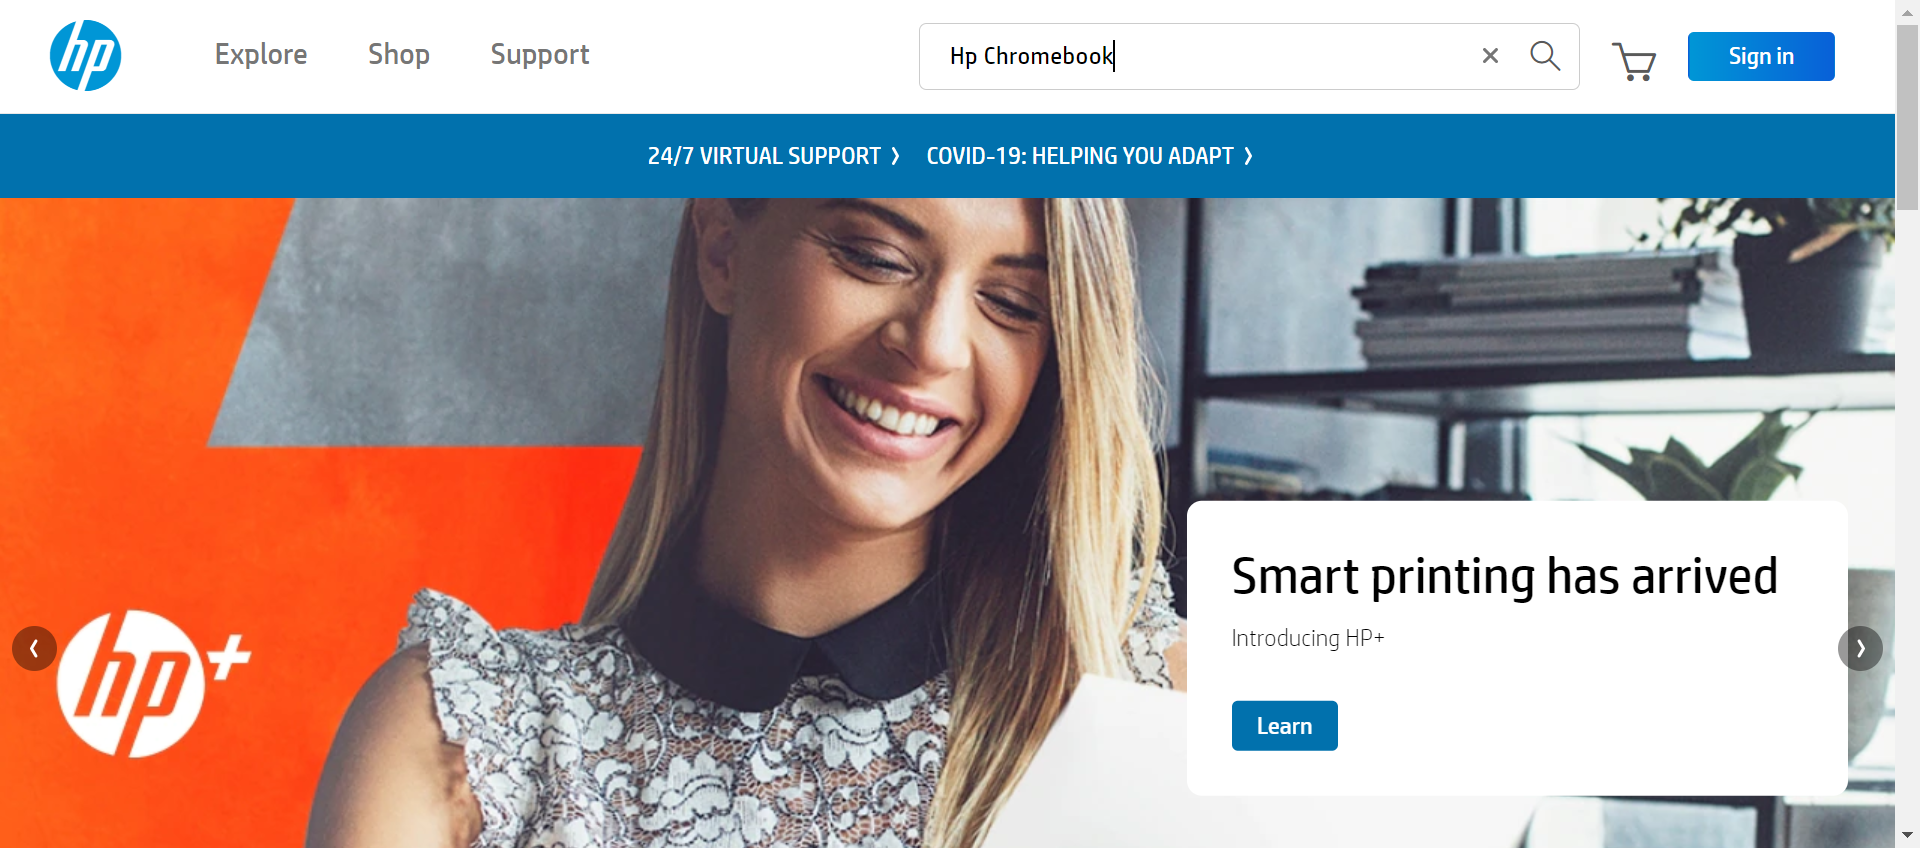 hp
Explore
Shop
Support
Hp Chromebook
Sign in
24/7 VIRTUAL SUPPORT
COVID-19: HELPING YOU ADAPT
hp+
Smart printing has arrived
Introducing HP+
Learn